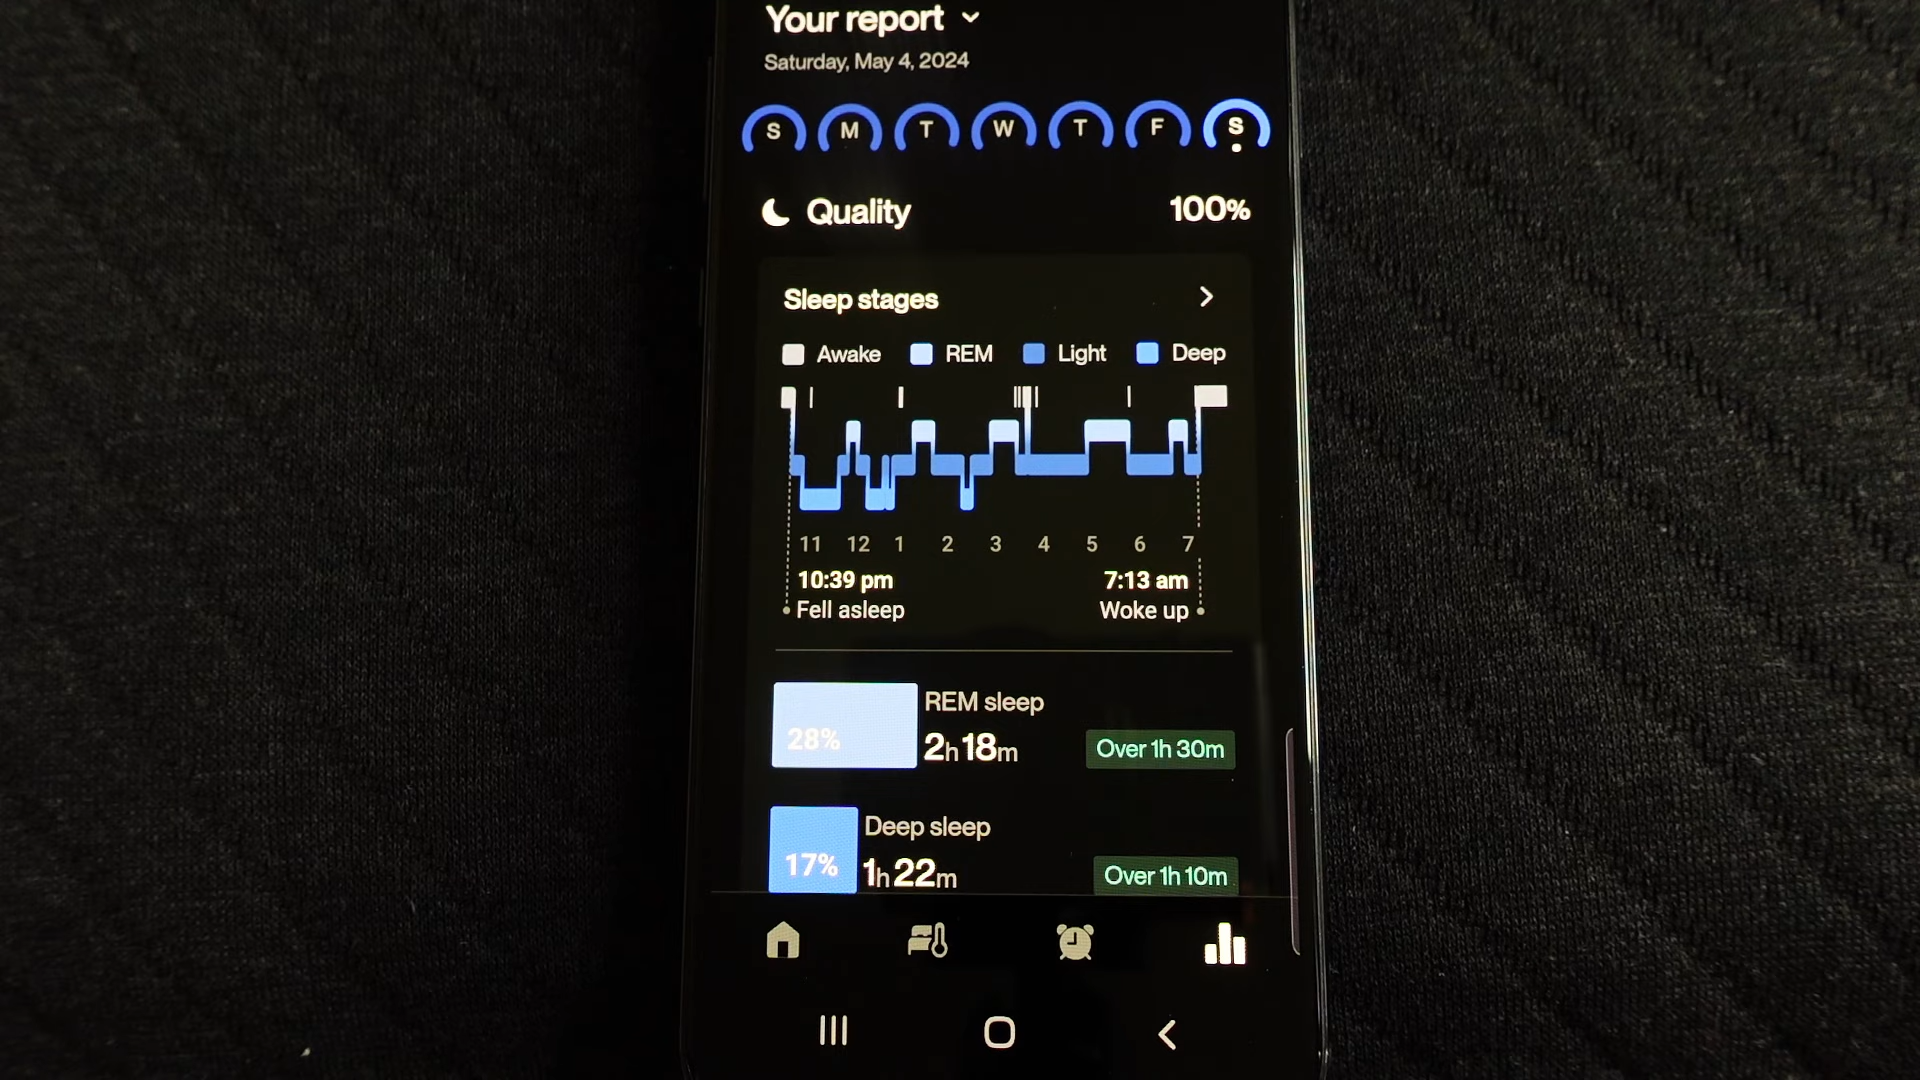 Your report
Saturday, May 4, 2024
S M T W T F S
Quality 100%
Sleep stages
Awake REM Light Deep
11 12 1 2 3 4 5 6 7
10:39 pm 7:13 am
Fell asleep Woke up
REM sleep
28% 2h 18m Over 1h 30m
Deep sleep
17% 1h 22m Over 1h 10m